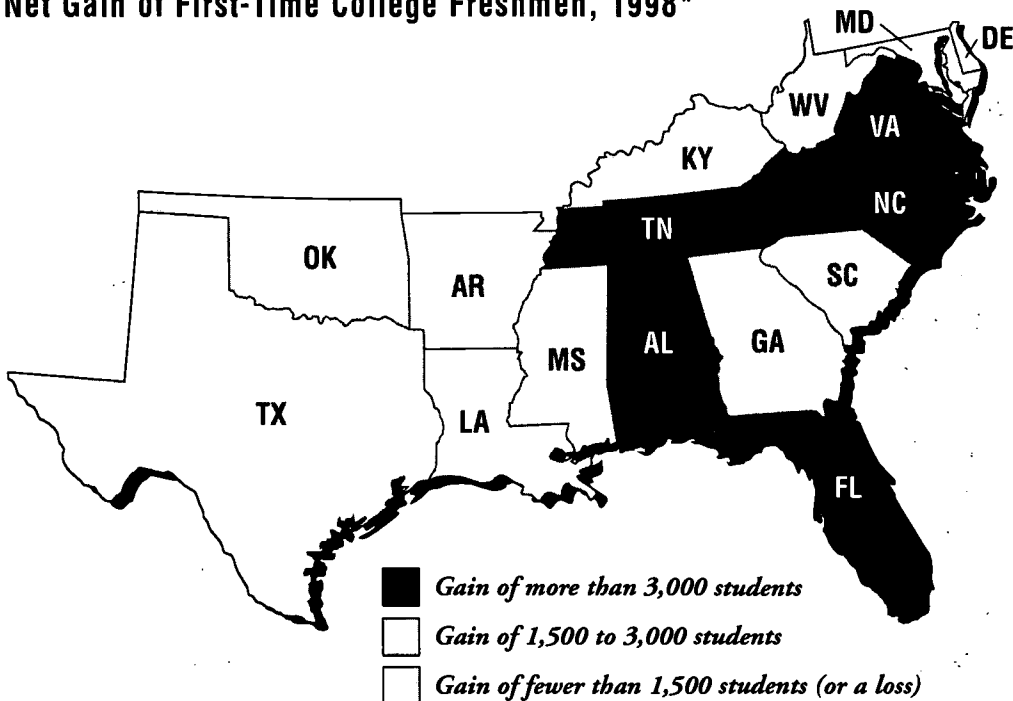 Net Gain of First-Time College Freshmen, 1998*
MD
DE
WV
VA
KY
NC
TN
OK
SC
AR
AL
GA
MS
TX
LA
FL
Gain of more than 3,000 students
Gain of 1,500 to 3,000 students
Gain of fewer than 1,500 students (or a loss)